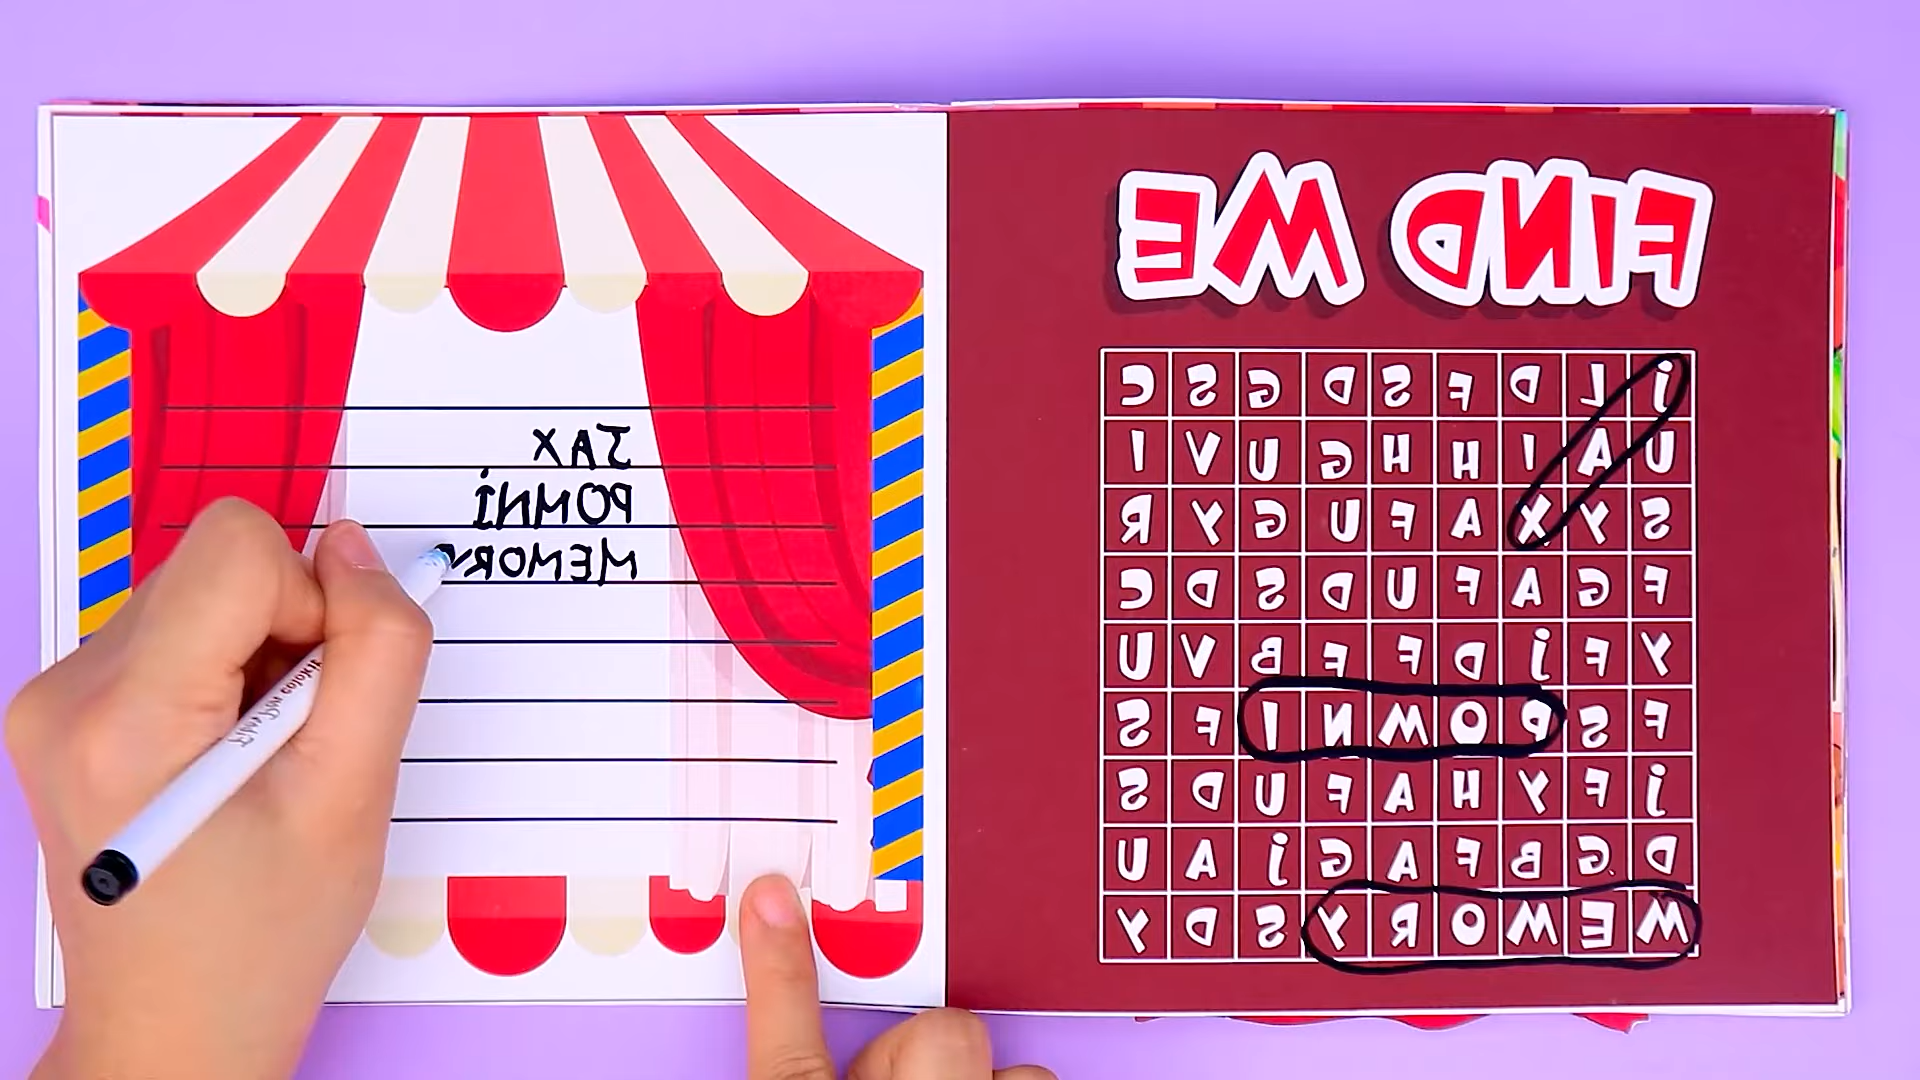 FIND ME
J L D F S D G S C
U A I H H G U V I
S Y X A F U G Y R
F G A F U D S D C
Y F J D F F B V U
F S P O M N I F S
J F Y H A F U D S
D G B F A G J A U
M E M O R Y S D Y
JAX
POMNI
MEMORY